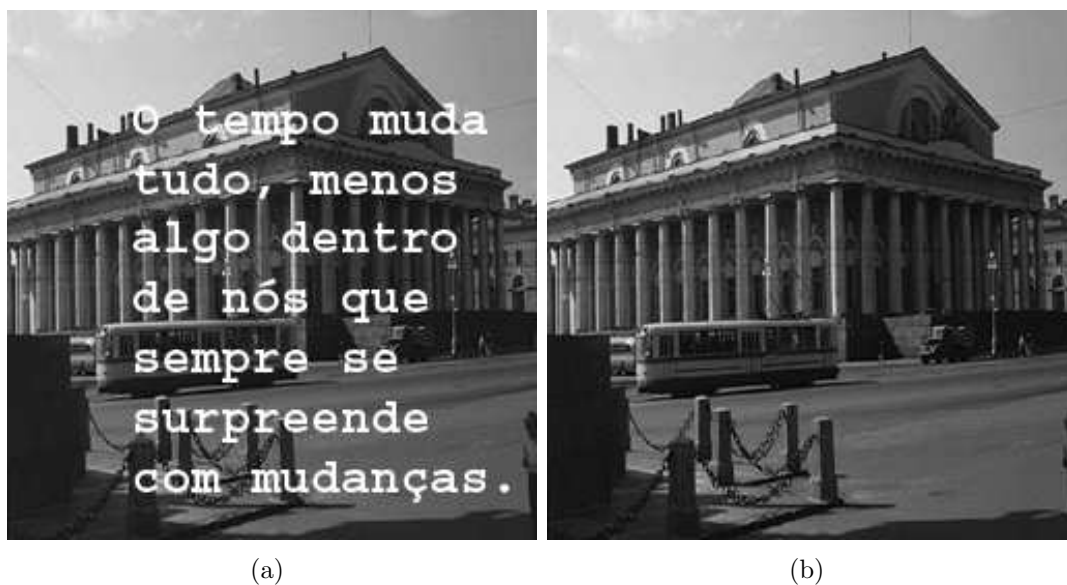 O tempo muda
tudo, menos
algo dentro
de nós que
sempre se
surpreende
com mudanças.
(a)
(b)